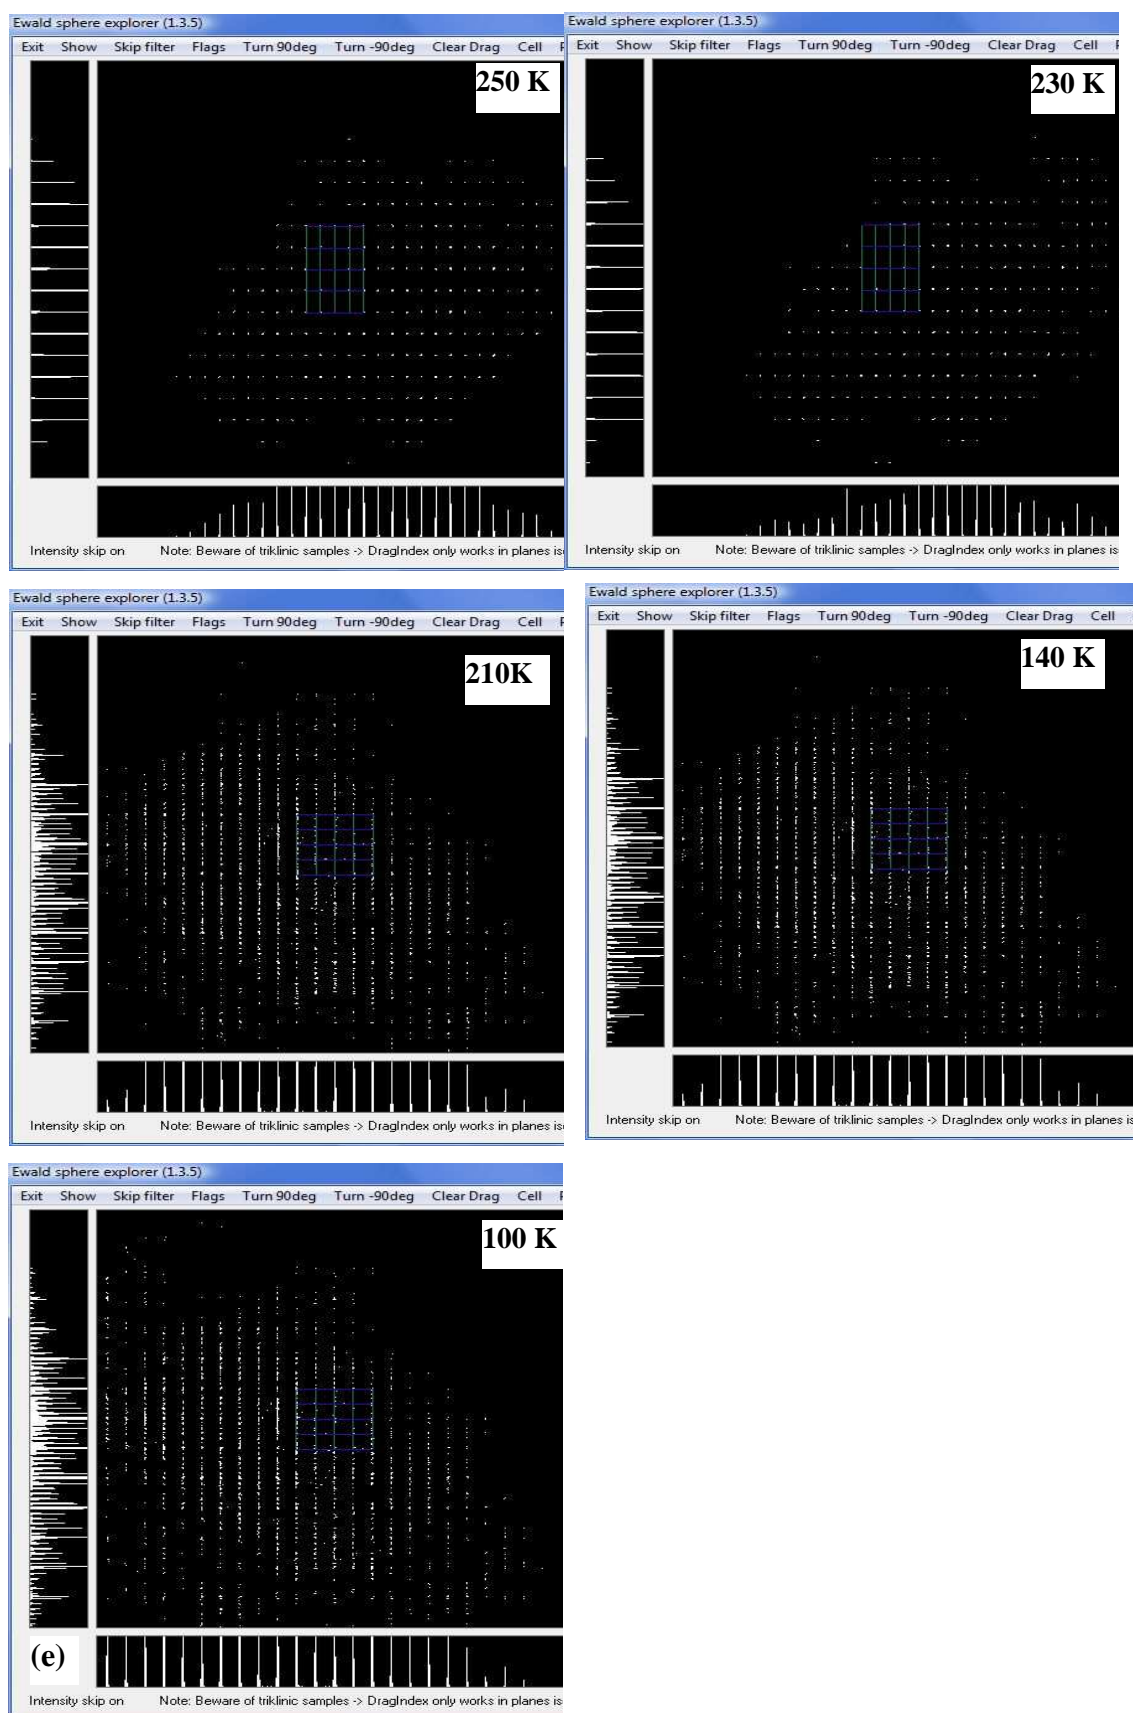 Ewald sphere explorer (1.3.5)
Exit Show Skip filter Flags Turn 90deg Turn -90deg Clear Drag Cell
250 K
Intensity skip on Note: Beware of triklinic samples -> DragIndex only works in planes is
Ewald sphere explorer (1.3.5)
Exit Show Skip filter Flags Turn 90deg Turn -90deg Clear Drag Cell
230 K
Intensity skip on Note: Beware of triklinic samples -> DragIndex only works in planes is
Ewald sphere explorer (1.3.5)
Exit Show Skip filter Flags Turn 90deg Turn -90deg Clear Drag Cell
210K
Intensity skip on Note: Beware of triklinic samples -> DragIndex only works in planes is
Ewald sphere explorer (1.3.5)
Exit Show Skip filter Flags Turn 90deg Turn -90deg Clear Drag Cell
140 K
Intensity skip on Note: Beware of triklinic samples -> DragIndex only works in planes is
Ewald sphere explorer (1.3.5)
Exit Show Skip filter Flags Turn 90deg Turn -90deg Clear Drag Cell
100 K
(e)
Intensity skip on Note: Beware of triklinic samples -> DragIndex only works in planes is